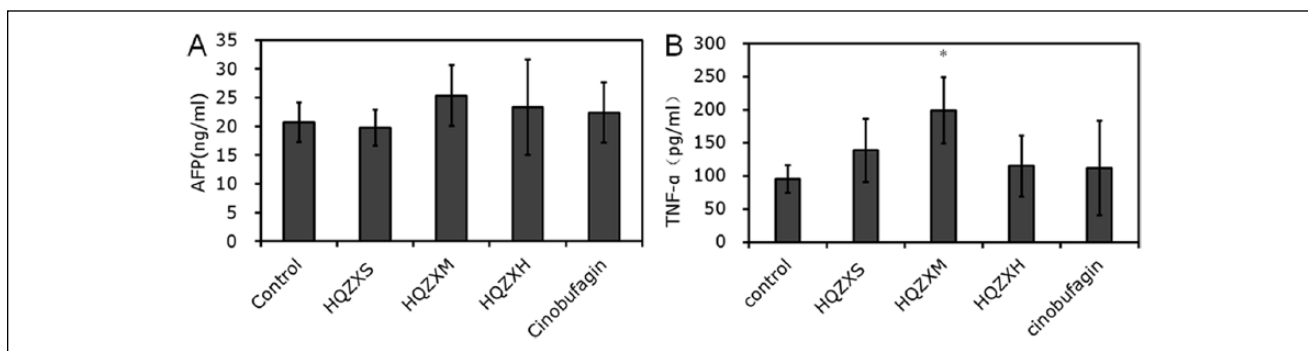 A
35
30
25
20
15
10
5
0
AFP(ng/ml)
Control
HQZXS
HQZXM
HQZXH
Cinobufagin
B
300
250
200
150
100
50
0
TNF-α（pg/ml）
*
control
HQZXS
HQZXM
HQZXH
cinobufagin